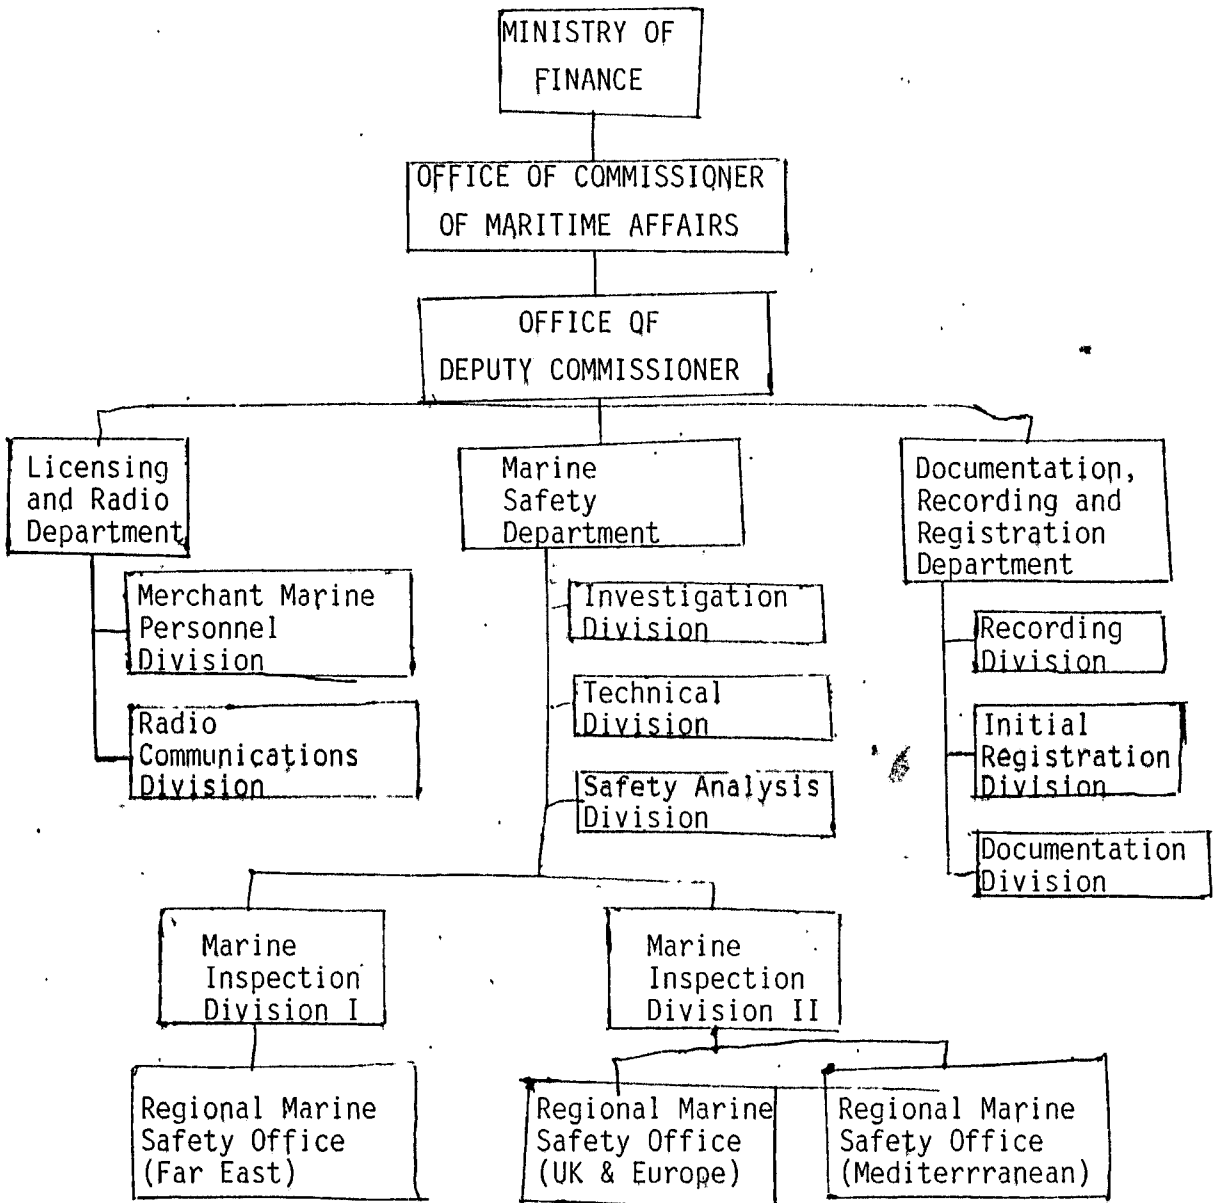 MINISTRY OF
FINANCE
OFFICE OF COMMISSIONER
OF MARITIME AFFAIRS
OFFICE OF
DEPUTY COMMISSIONER
Licensing
and Radio
Department
Merchant Marine
Personnel
Division
Radio
Communications
Division
Marine
Safety
Department
Investigation
Division
Technical
Division
Safety Analysis
Division
Documentation,
Recording and
Registration
Department
Recording
Division
Initial
Registration
Division
Documentation
Division
Marine
Inspection
Division I
Regional Marine
Safety Office
(Far East)
Marine
Inspection
Division II
Regional Marine
Safety Office
(UK & Europe)
Regional Marine
Safety Office
(Mediterrranean)